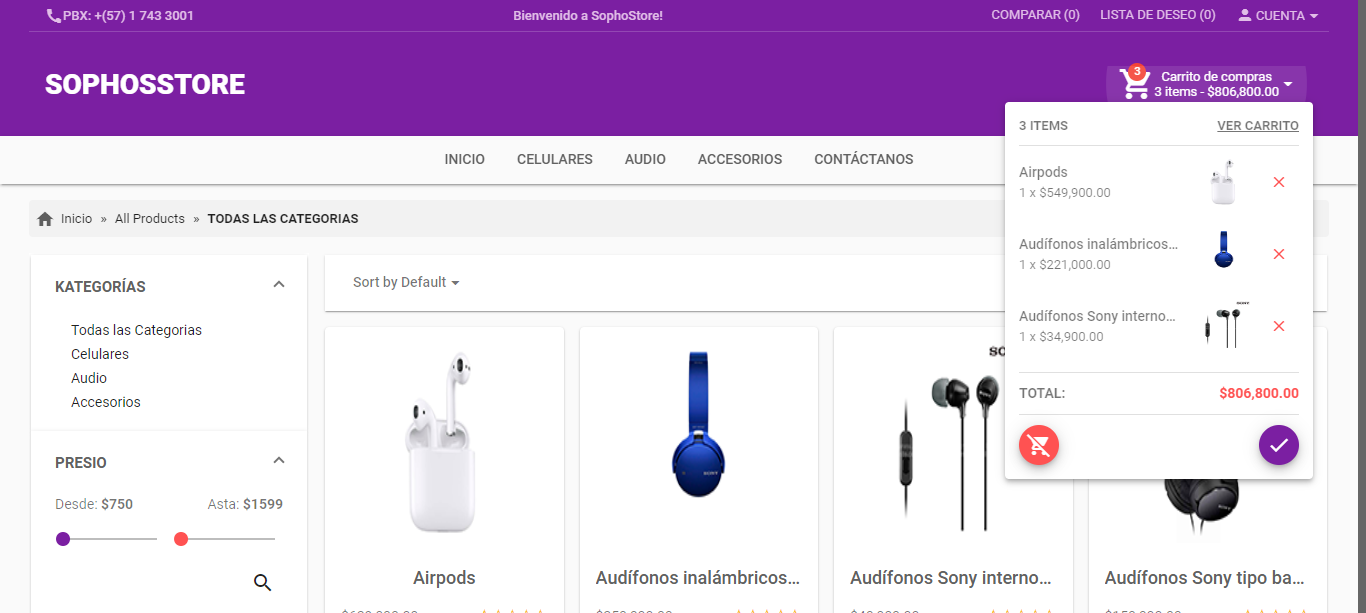 PBX: +(57) 1 743 3001
Bienvenido a SophoStore!
COMPARAR (0) LISTA DE DESEO (0) CUENTA
SOPHOSSTORE
3
Carrito de compras
3 items - $806,800.00
3 ITEMS VER CARRITO
Airpods
1 x $549,900.00
Audífonos inalámbricos...
1 x $221,000.00
SONY
Audífonos Sony interno...
1 x $34,900.00
TOTAL: $806,800.00
INICIO CELULARES AUDIO ACCESORIOS CONTÁCTANOS
Inicio » All Products » TODAS LAS CATEGORIAS
KATEGORÍAS
Todas las Categorias
Celulares
Audio
Accesorios
PRESIO
Desde: $750 Asta: $1599
Sort by Default
Airpods
Audífonos inalámbricos...
Audífonos Sony interno...
Audífonos Sony tipo ba...